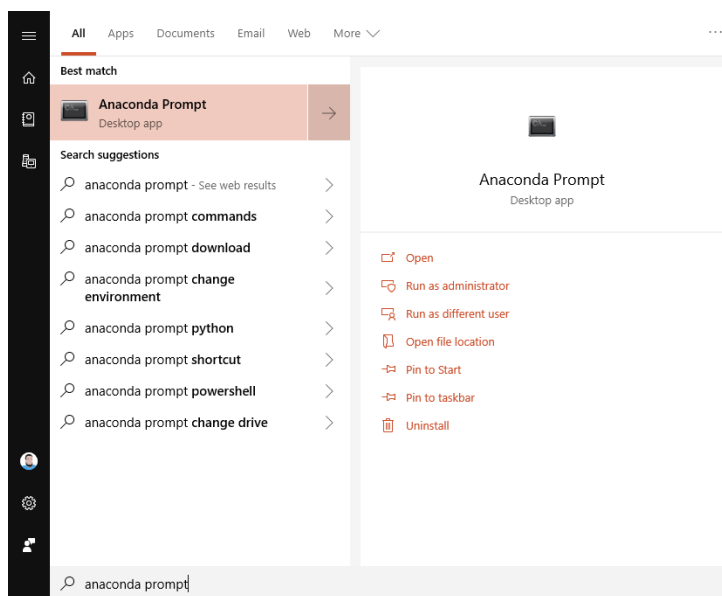 All Apps Documents Email Web More
Best match
Anaconda Prompt
Desktop app
Search suggestions
anaconda prompt - See web results
anaconda prompt commands
anaconda prompt download
anaconda prompt change
environment
anaconda prompt python
anaconda prompt shortcut
anaconda prompt powershell
anaconda prompt change drive
Anaconda Prompt
Desktop app
Open
Run as administrator
Run as different user
Open file location
Pin to Start
Pin to taskbar
Uninstall
anaconda prompt